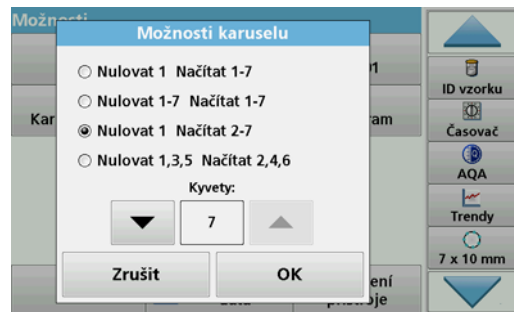 Možnosti karuselu
Nulovat 1 Načítat 1-7
Nulovat 1-7 Načítat 1-7
Nulovat 1 Načítat 2-7
Nulovat 1,3,5 Načítat 2,4,6
Kyvety:
7
Zrušit OK
Kar
ID vzorku
Časovač
AQA
Trendy
7 x 10 mm